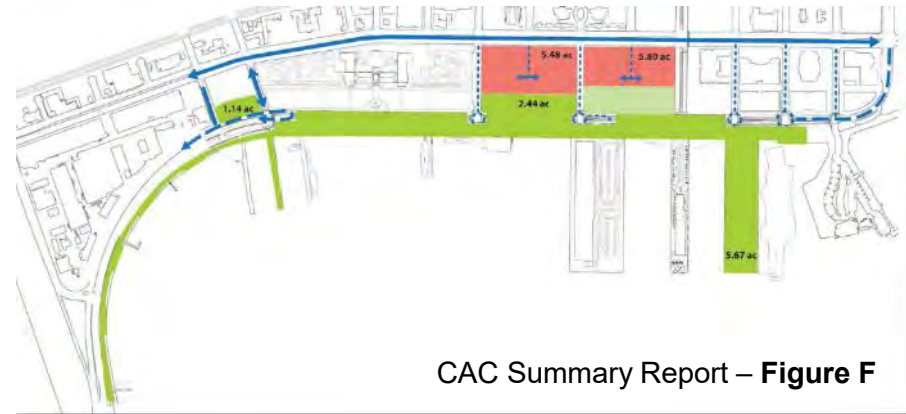 5.48 ac
5.80 ac
2.44 ac
1.14 ac
5.67 ac
CAC Summary Report – Figure F